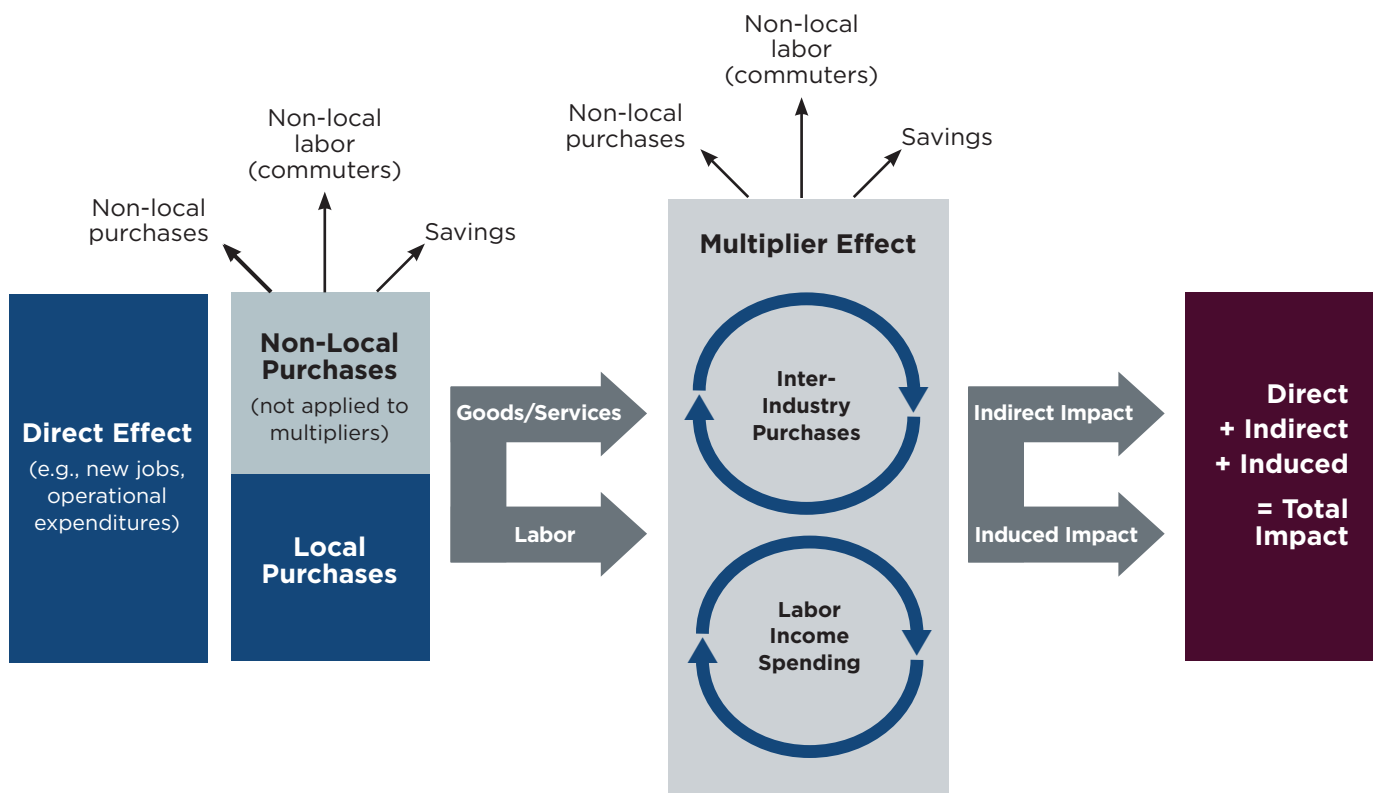 Non-local
purchases
Non-local
labor
(commuters)
Savings
Non-local
purchases
Non-local
labor
(commuters)
Savings
Direct Effect
(e.g., new jobs,
operational
expenditures)
Non-Local
Purchases
(not applied to
multipliers)
Local
Purchases
Goods/Services
Labor
Multiplier Effect
Inter-
Industry
Purchases
Labor
Income
Spending
Indirect Impact
Induced Impact
Direct
+ Indirect
+ Induced
= Total
Impact